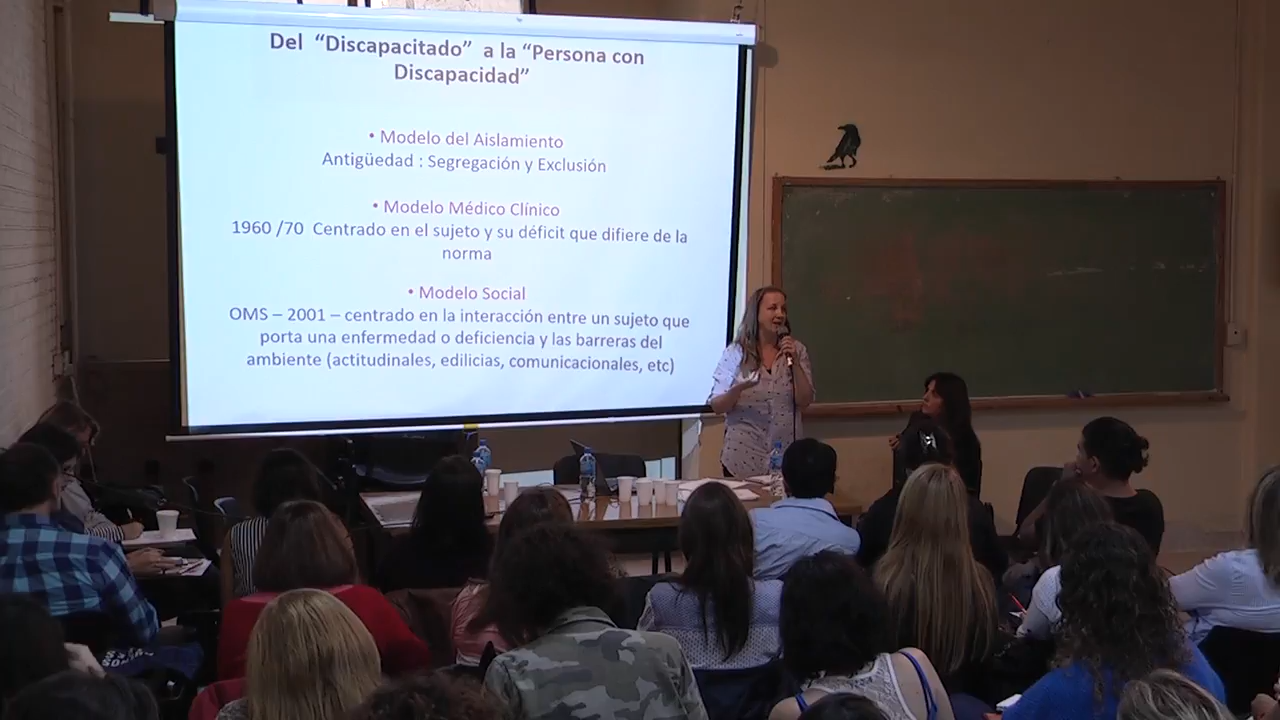 Del “Discapacitado” a la “Persona con
Discapacidad”
• Modelo del Aislamiento
Antigüedad : Segregación y Exclusión
• Modelo Médico Clínico
1960 /70 Centrado en el sujeto y su déficit que difiere de la
norma
• Modelo Social
OMS – 2001 – centrado en la interacción entre un sujeto que
porta una enfermedad o deficiencia y las barreras del
ambiente (actitudinales, edilicias, comunicacionales, etc)